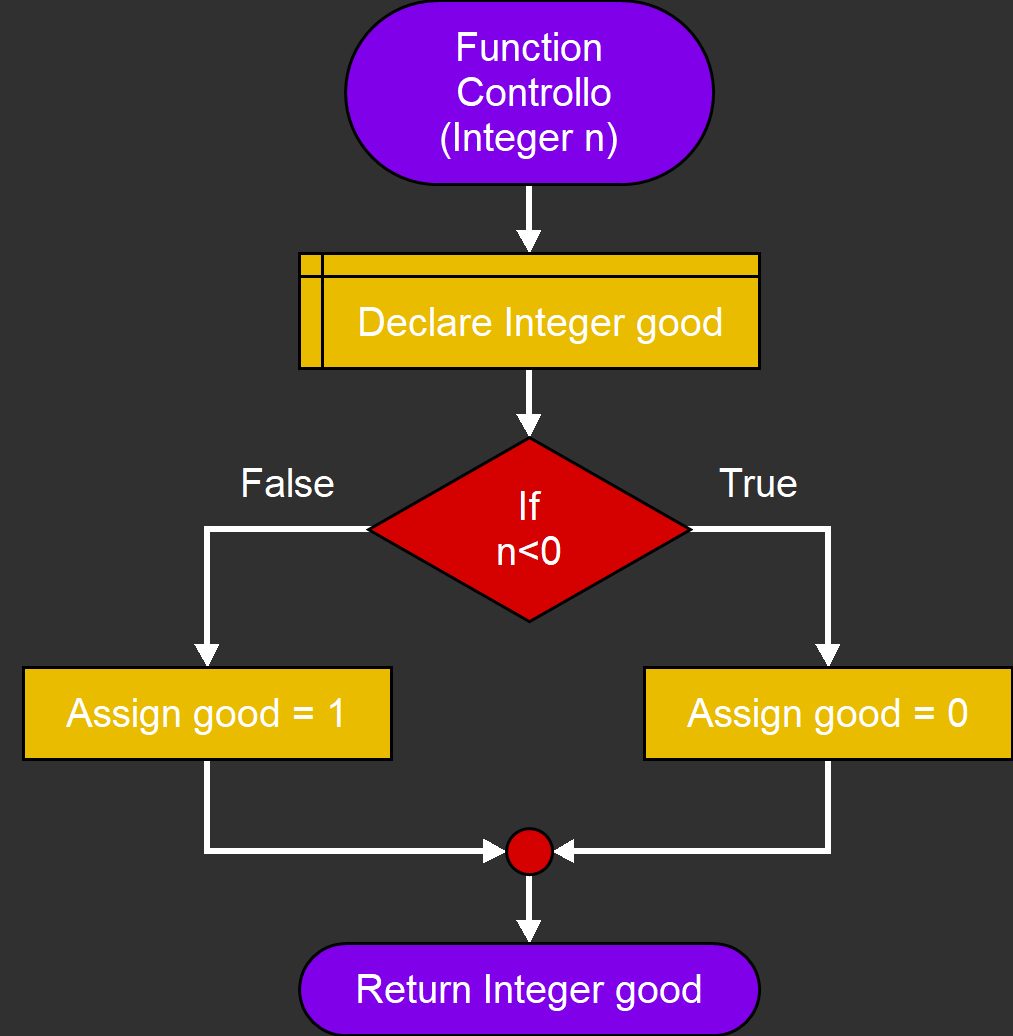 Function
Controllo
(Integer n)
Declare Integer good
False
True
If
n<0
Assign good = 1
Assign good = 0
Return Integer good